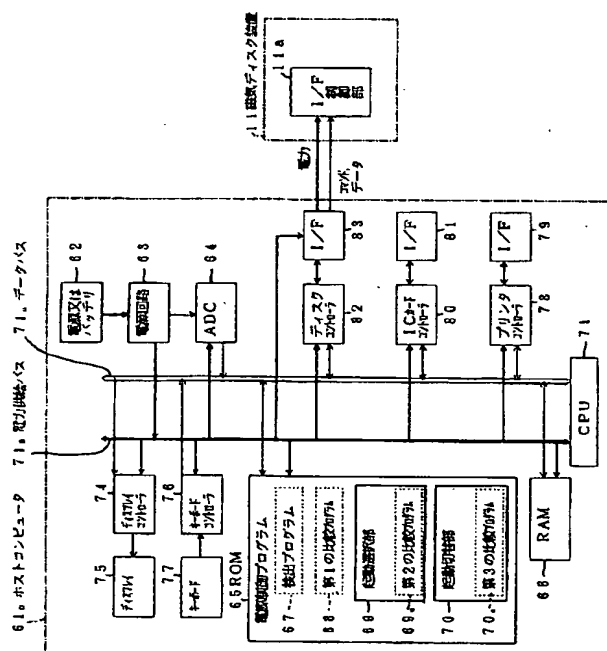 61a ホストコンピュータ
71B 電力供給バス
71A データバス
11 磁気ディスク装置
75
ディスプレイ
74
ディスプレイ
コントローラ
62
電源又は
バッテリ
77
キーボード
76
キーボード
コントローラ
63
電源回路
64
ADC
65 ROM
電源制御プログラム
67
検出プログラム
68
第1の比較プログラム
69
起動選択部
69a
第2の比較プログラム
70
起動切替部
70a
第3の比較プログラム
電力
コマンド,
データ
11a
I/F
制御部
82
ディスク
コントローラ
83
I/F
80
ICカード
コントローラ
81
I/F
78
プリンタ
コントローラ
79
I/F
RAM
66
CPU
71